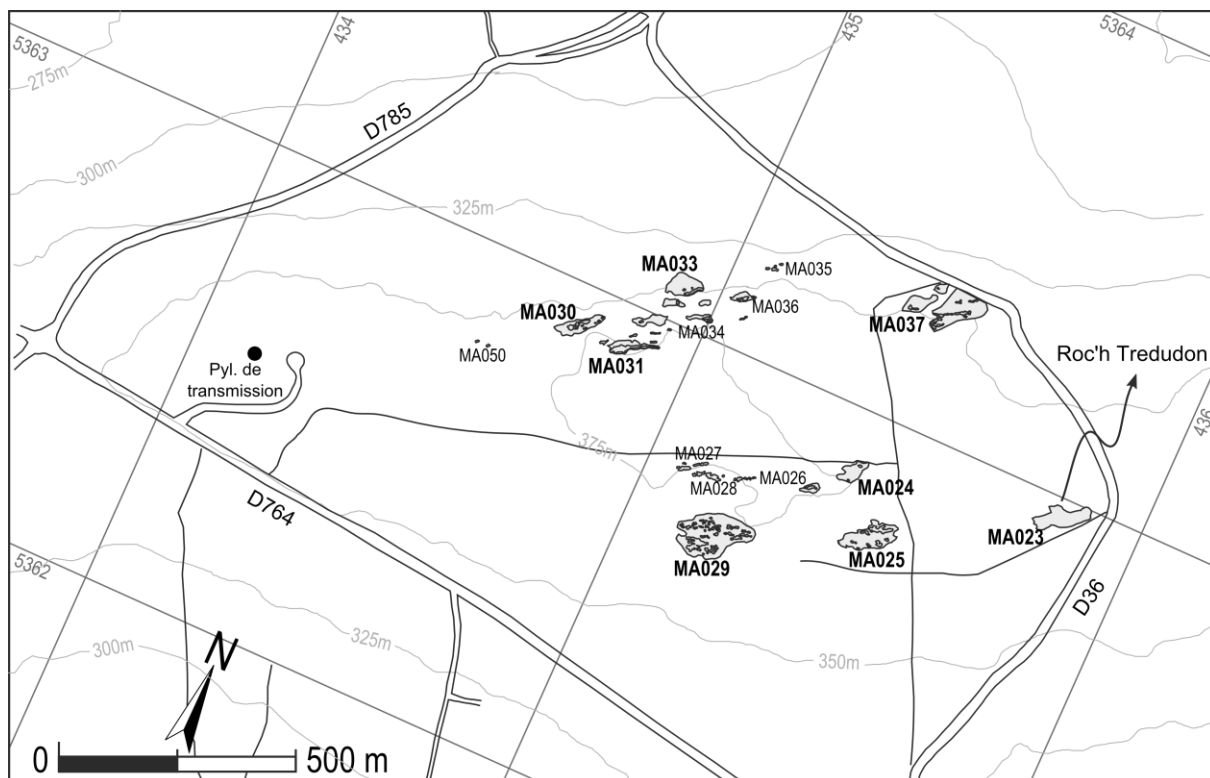 5363
434
435
5364
275m
D785
300m
325m
MA033
MA035
MA036
MA030
MA034
MA037
MA050
MA031
Roc'h Tredudon
Pyl. de
transmission
436
375m
MA027
MA026
MA028
MA024
D764
MA023
MA025
MA029
5362
D36
325m
300m
350m
N
0
500 m